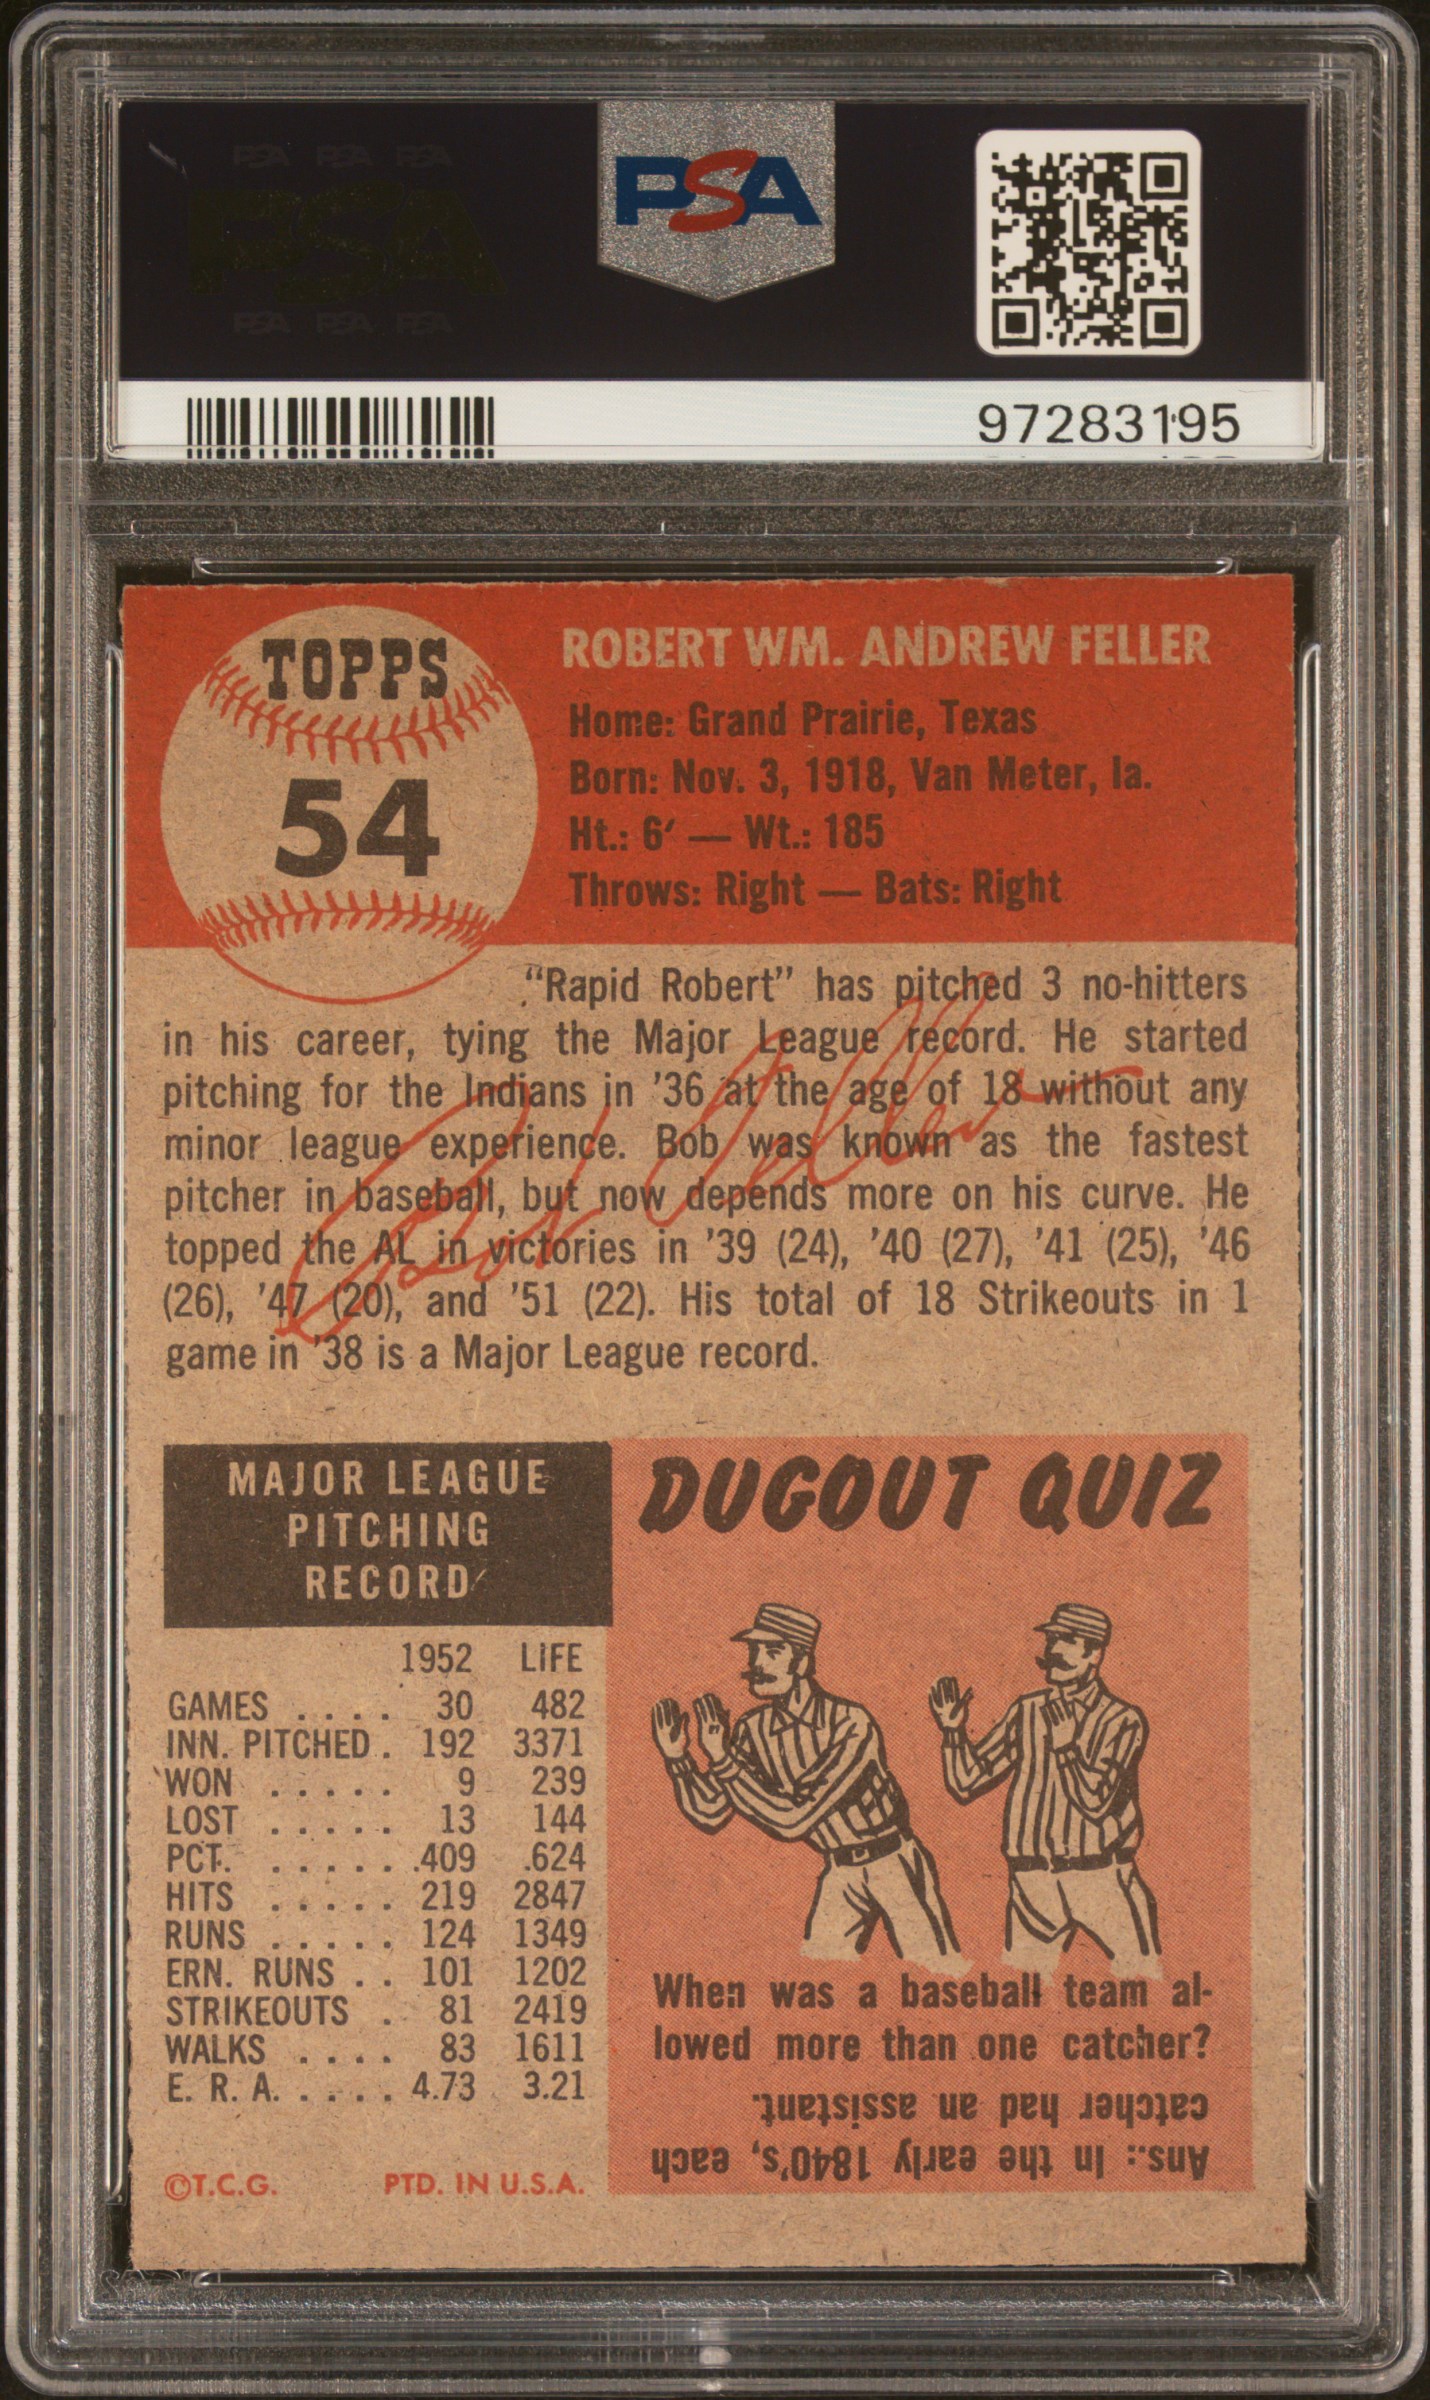 PSA PSA PSA
PSA
PSA PSA PSA
PSA
97283195
TOPPS
54
ROBERT WM. ANDREW FELLER
Home: Grand Prairie, Texas
Born: Nov. 3, 1918, Van Meter, Ia.
Ht.: 6' — Wt.: 185
Throws: Right — Bats: Right
"Rapid Robert" has pitched 3 no-hitters
in his career, tying the Major League record. He started
pitching for the Indians in '36 at the age of 18 without any
minor league experience. Bob was known as the fastest
pitcher in baseball, but now depends more on his curve. He
topped the AL in victories in '39 (24), '40 (27), '41 (25), '46
(26), '47 (20), and '51 (22). His total of 18 Strikeouts in 1
game in '38 is a Major League record.
Bob Feller
MAJOR LEAGUE
PITCHING
RECORD
1952 LIFE
GAMES .... 30 482
INN. PITCHED . 192 3371
WON ..... 9 239
LOST ..... 13 144
PCT. ..... .409 .624
HITS ..... 219 2847
RUNS ..... 124 1349
ERN. RUNS .. 101 1202
STRIKEOUTS . 81 2419
WALKS .... 83 1611
E. R. A. ..... 4.73 3.21
©T.C.G. PTD. IN U.S.A.
DUGOUT QUIZ
When was a baseball team al-
lowed more than one catcher?
Ans.: In the early 1840's, each
catcher had an assistant.